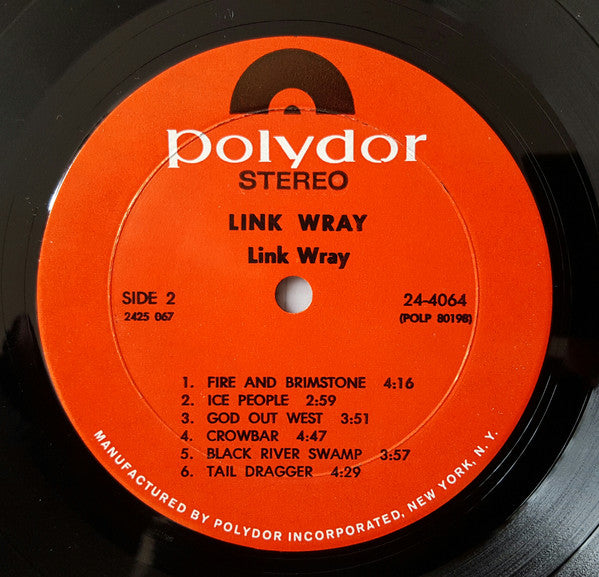 polydor
STEREO
LINK WRAY
Link Wray
SIDE 2
2425 067
24-4064
(POLP 8019B)
1. FIRE AND BRIMSTONE 4:16
2. ICE PEOPLE 2:59
3. GOD OUT WEST 3:51
4. CROWBAR 4:47
5. BLACK RIVER SWAMP 3:57
6. TAIL DRAGGER 4:29
MANUFACTURED BY POLYDOR INCORPORATED, NEW YORK, N. Y.